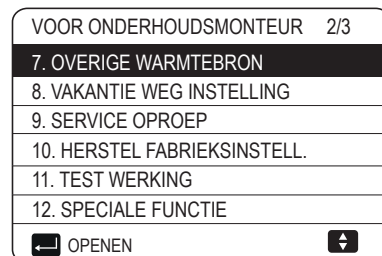 VOOR ONDERHOUDSMONTEUR 2/3
7. OVERIGE WARMTEBRON
8. VAKANTIE WEG INSTELLING
9. SERVICE OPROEP
10. HERSTEL FABRIEKSINSTELL.
11. TEST WERKING
12. SPECIALE FUNCTIE
OPENEN